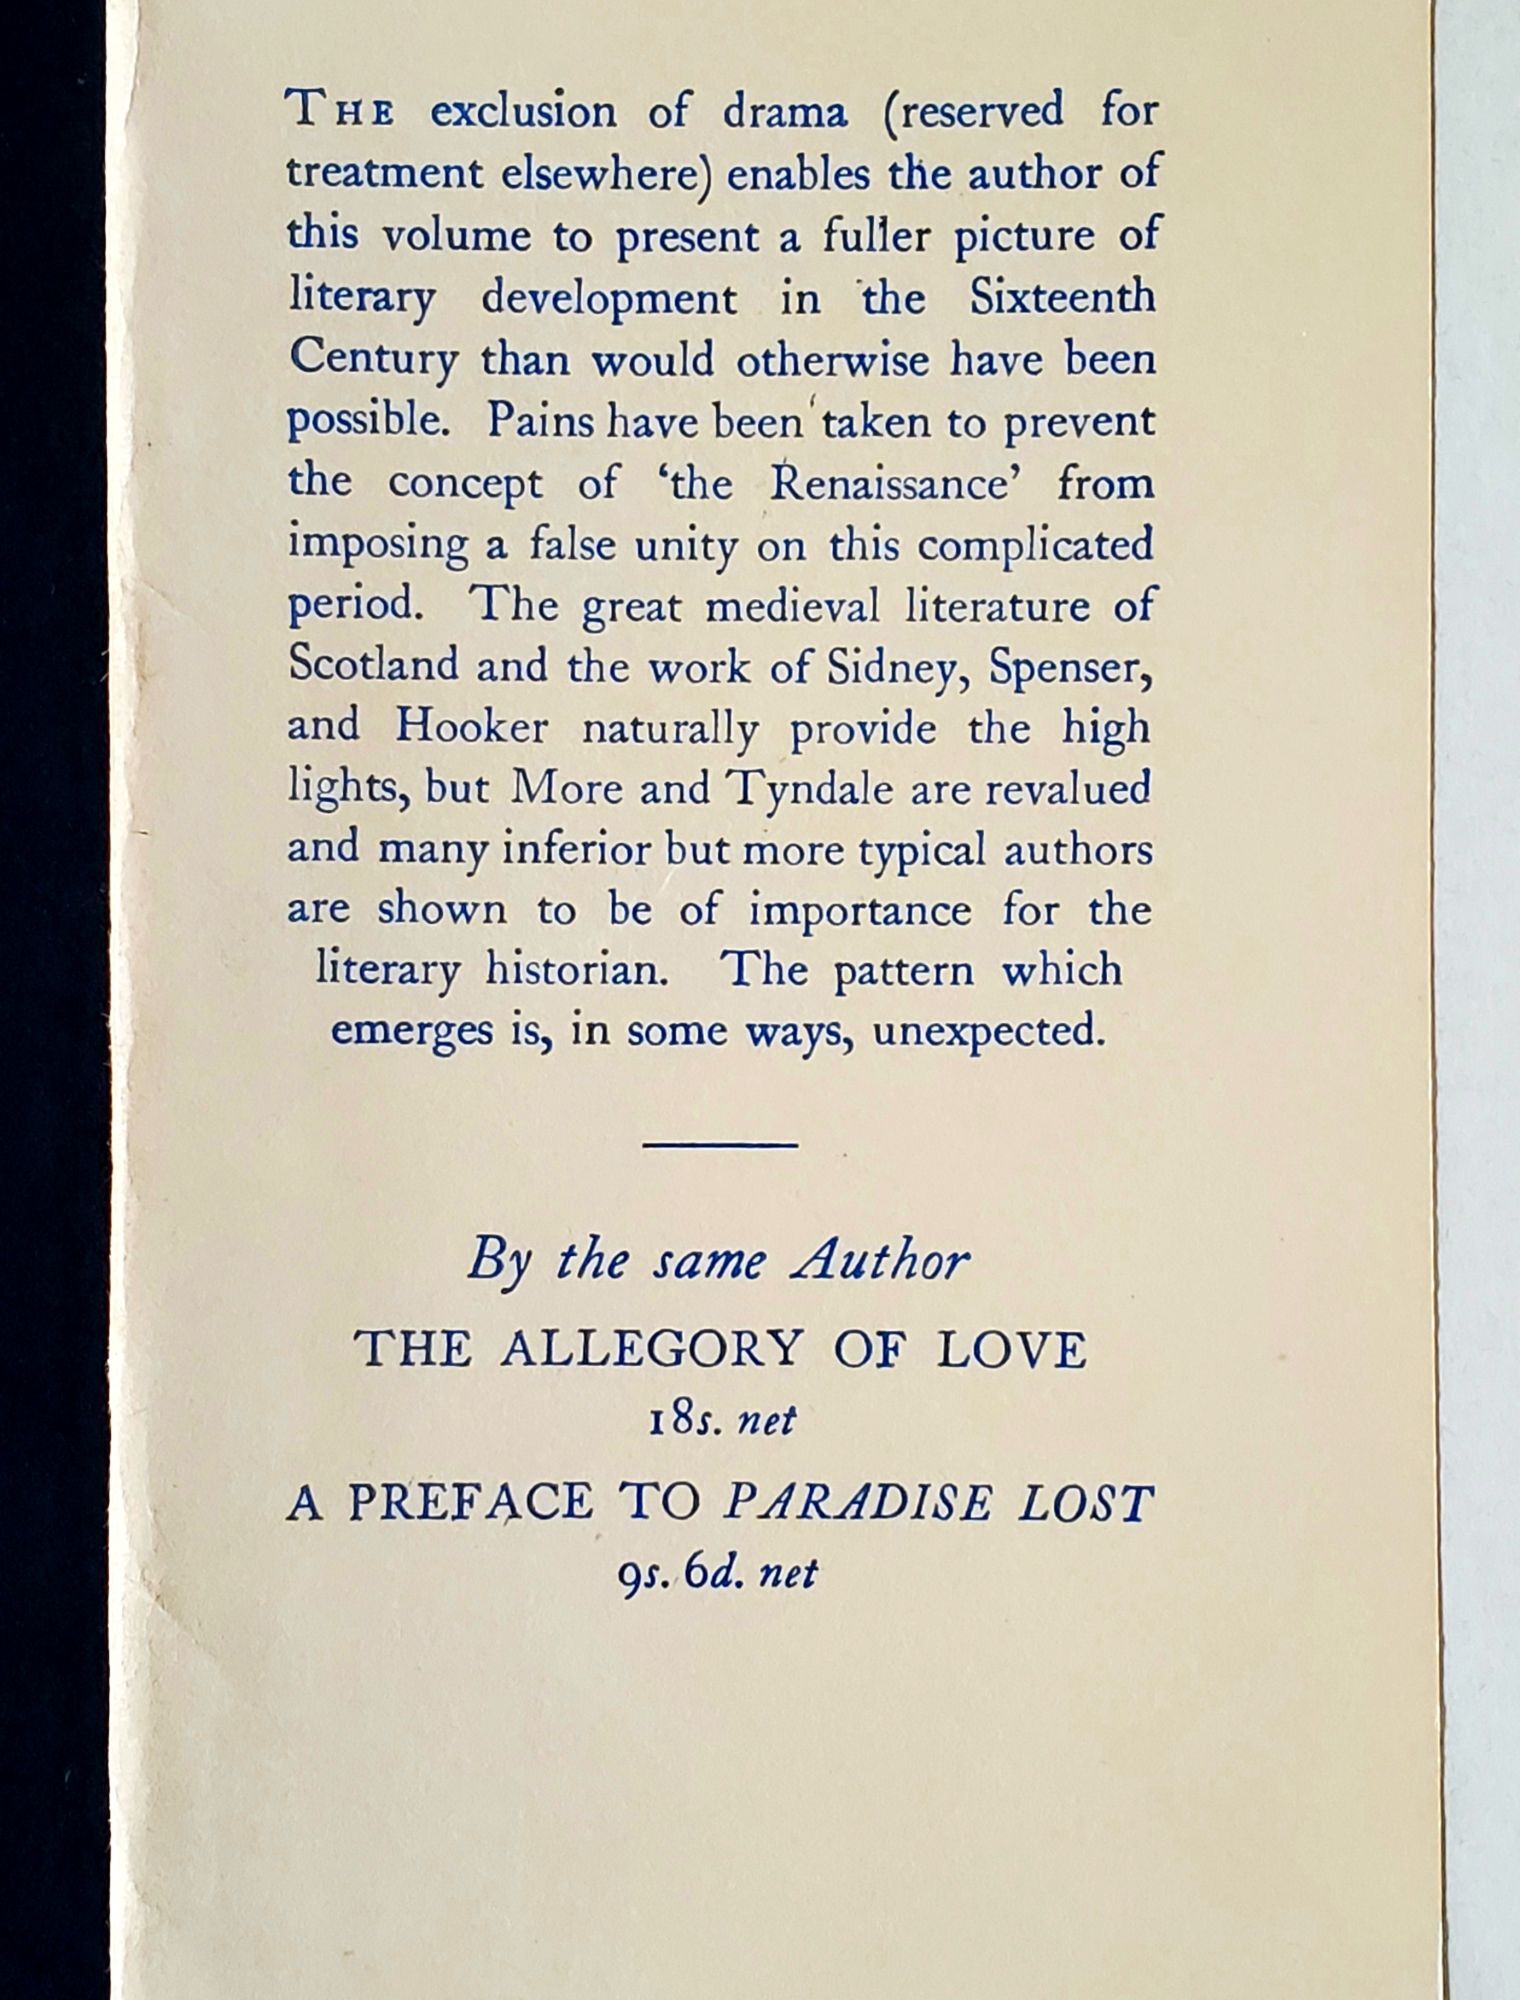 THE exclusion of drama (reserved for
treatment elsewhere) enables the author of
this volume to present a fuller picture of
literary development in the Sixteenth
Century than would otherwise have been
possible. Pains have been taken to prevent
the concept of ‘the Renaissance’ from
imposing a false unity on this complicated
period. The great medieval literature of
Scotland and the work of Sidney, Spenser,
and Hooker naturally provide the high
lights, but More and Tyndale are revalued
and many inferior but more typical authors
are shown to be of importance for the
literary historian. The pattern which
emerges is, in some ways, unexpected.
By the same Author
THE ALLEGORY OF LOVE
18s. net
A PREFACE TO PARADISE LOST
9s. 6d. net